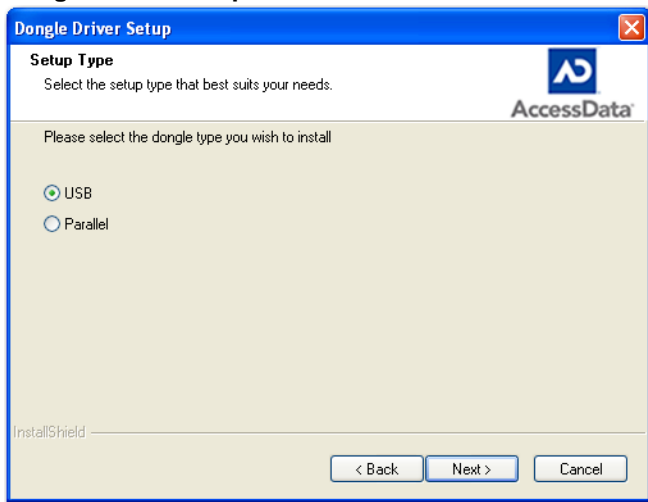 Dongle Driver Setup
Setup Type
Select the setup type that best suits your needs.
AccessData
Please select the dongle type you wish to install
USB
Parallel
InstallShield
< Back
Next >
Cancel